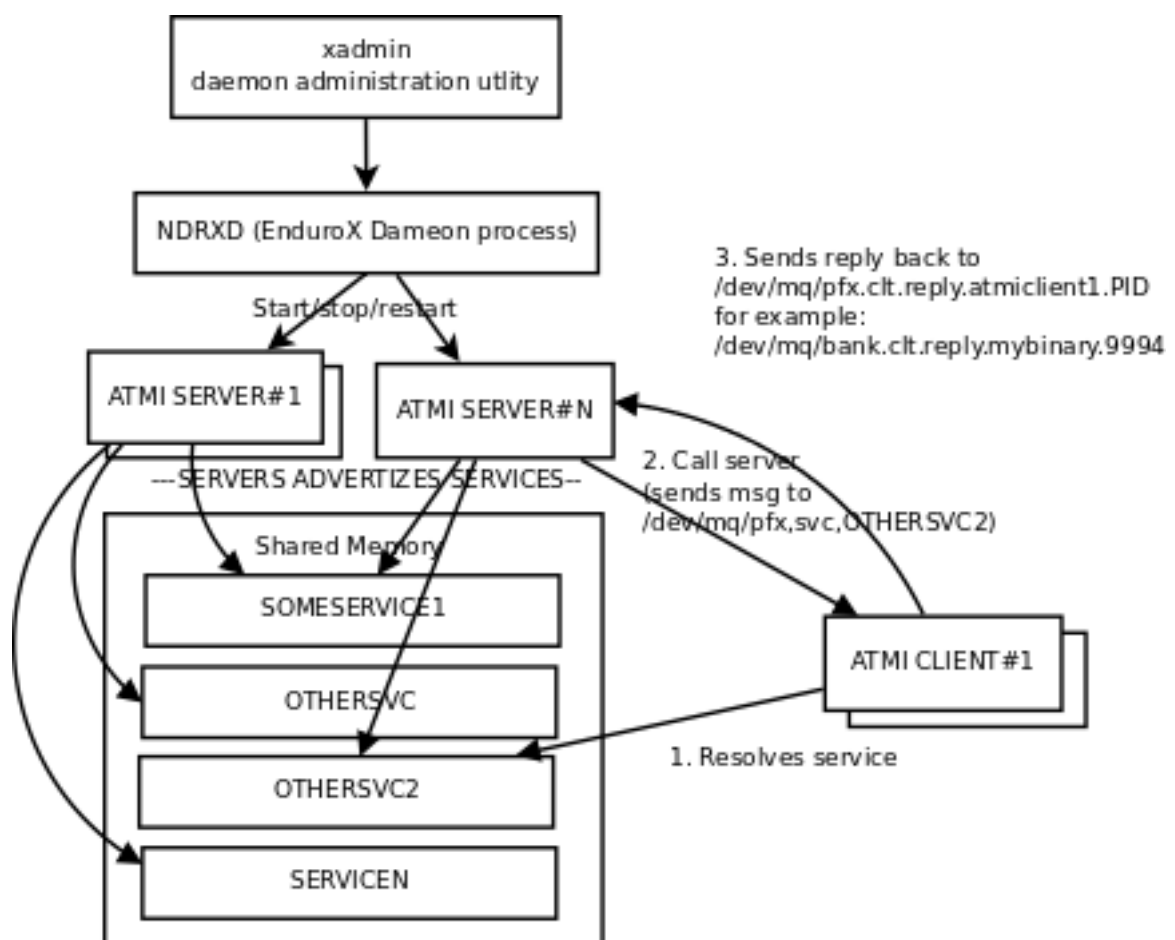 xadmin
daemon administration utlity
NDRXD (EnduroX Dameon process)
3. Sends reply back to
/dev/mq/pfx.clt.reply.atmiclient1.PID
for example:
/dev/mq/bank.clt.reply.mybinary.9994
Start/stop/restart
ATMI SERVER#1
ATMI SERVER#N
2. Call server
(sends msg to
/dev/mq/pfx,svc,OTHERSVC2)
---SERVERS ADVERTIZES SERVICES--
Shared Memory
SOMESERVICE1
OTHERSVC
OTHERSVC2
SERVICEN
ATMI CLIENT#1
1. Resolves service